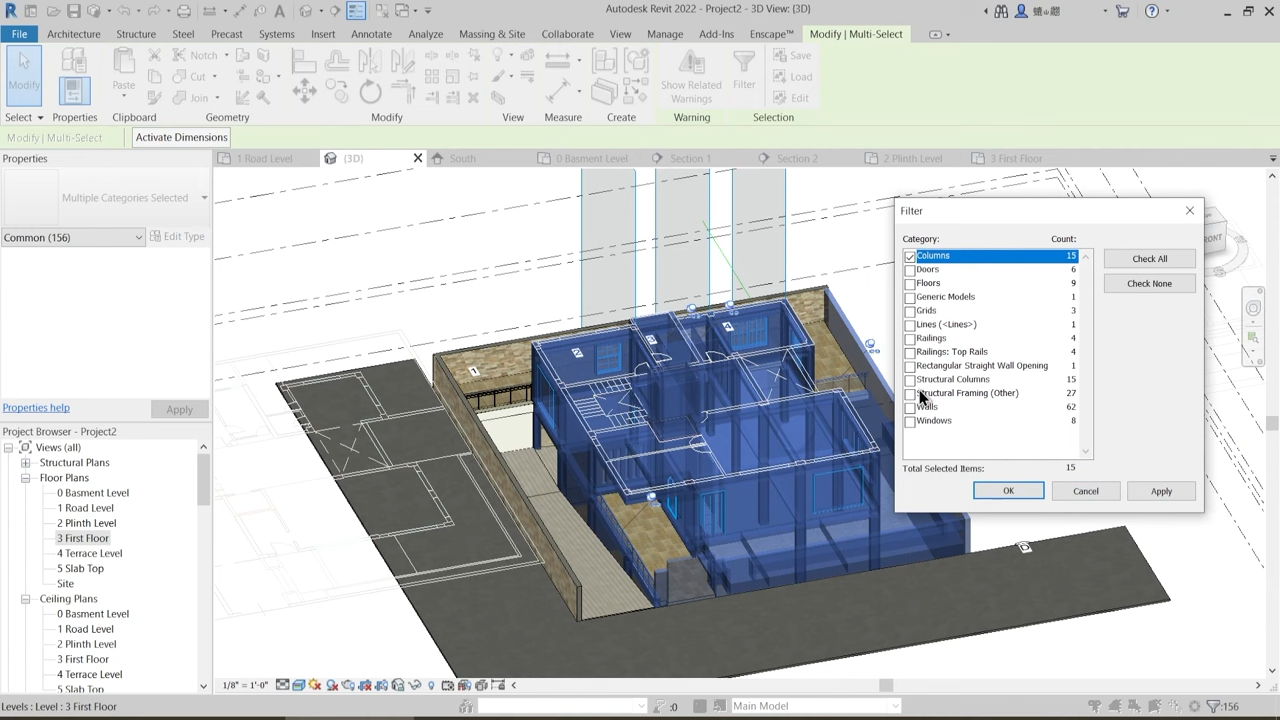 Autodesk Revit 2022 - Project2 - 3D View: {3D}
File Architecture Structure Steel Precast Systems Insert Annotate Analyze Massing & Site Collaborate View Manage Add-Ins Enscape™ Modify | Multi-Select
Notch Save
Modify Cut Paste Show Related Filter Load
Join Warnings Edit
Select Properties Clipboard Geometry Modify View Measure Create Warning Selection
Modify | Multi-Select Activate Dimensions
Properties 1 Road Level {3D} South 0 Basment Level Section 1 Section 2 2 Plinth Level 3 First Floor
Multiple Categories Selected
Common (156) Edit Type
Properties help Apply
Project Browser - Project2
Views (all)
Structural Plans
Floor Plans
0 Basment Level
1 Road Level
2 Plinth Level
3 First Floor
4 Terrace Level
5 Slab Top
Site
Ceiling Plans
0 Basment Level
1 Road Level
2 Plinth Level
3 First Floor
4 Terrace Level
5 Slab Top
Filter
Category: Count:
Columns 15
Doors 6
Floors 9
Generic Models 1
Grids 3
Lines (<Lines>) 1
Railings 4
Railings: Top Rails 4
Rectangular Straight Wall Opening 1
Structural Columns 15
Structural Framing (Other) 27
Walls 62
Windows 8
Check All
Check None
Total Selected Items: 15
OK Cancel Apply
1/8" = 1'-0"
Levels : Level : 3 First Floor :0 Main Model :156